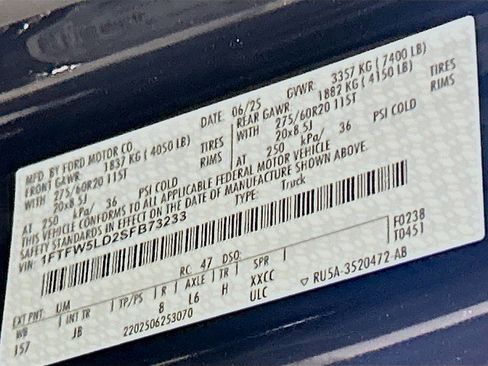 MFD. BY FORD MOTOR CO. DATE: 06/25 GVWR: 3357 KG (7400 LB)
FRONT GAWR: 1837 KG (4050 LB) REAR GAWR: 1882 KG (4150 LB)
WITH 275/60R20 115T TIRES WITH 275/60R20 115T TIRES
20x8.5J RIMS 20x8.5J RIMS
AT 250 kPa/ 36 PSI COLD AT 250 kPa/ 36 PSI COLD
THIS VEHICLE CONFORMS TO ALL APPLICABLE FEDERAL MOTOR VEHICLE
SAFETY STANDARDS IN EFFECT ON THE DATE OF MANUFACTURE SHOWN ABOVE.
VIN: 1FTFW5LD2SFB73233 TYPE: Truck
F0238
T0451
EXT PNT: UM RC: 47 DSO:
WB INT TR TP/PS R AXLE TR SPR
157 JB 8 L6 H XXCC
2202506253070 ULC ▽ RU5A-3520472-AB